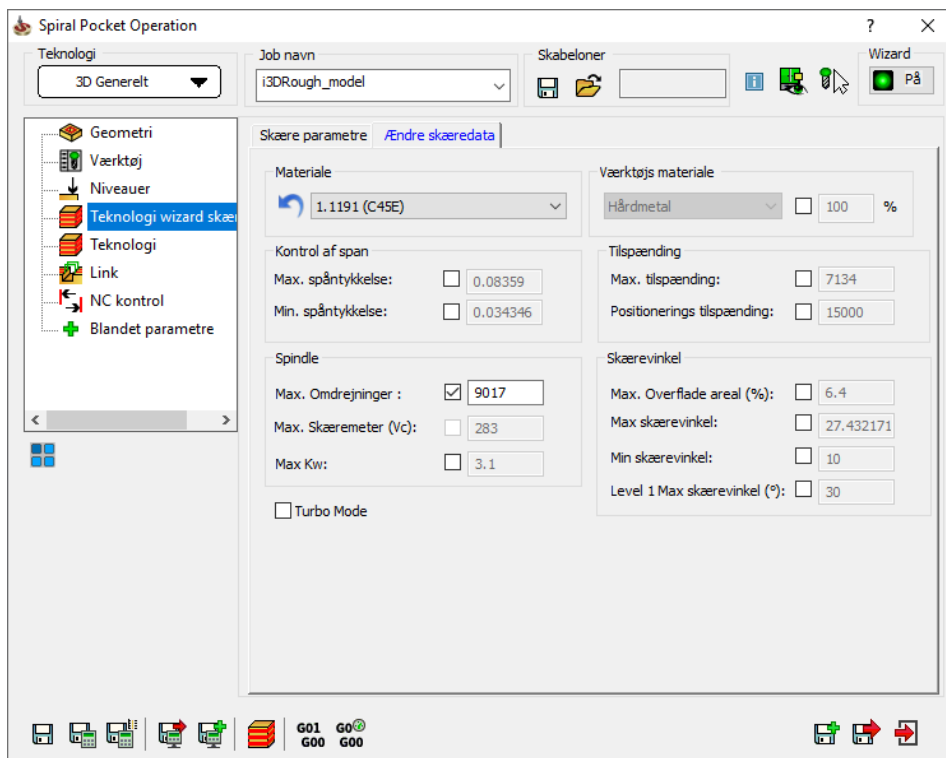 Spiral Pocket Operation
?
Teknologi
3D Generelt
Job navn
i3DRough_model
Skabeloner
Wizard
På
Geometri
Værktøj
Niveauer
Teknologi wizard skær
Teknologi
Link
NC kontrol
Blandet parametre
Skære parametre
Ændre skæredata
Materiale
1.1191 (C45E)
Værktøjs materiale
Hårdmetal
100
%
Kontrol af span
Max. spåntykkelse:
0.08359
Min. spåntykkelse:
0.034346
Tilspænding
Max. tilspænding:
7134
Positionerings tilspænding:
15000
Spindle
Max. Omdrejninger :
9017
Max. Skæremeter (Vc):
283
Max Kw:
3.1
Turbo Mode
Skærevinkel
Max. Overflade areal (%):
6.4
Max skærevinkel:
27.432171
Min skærevinkel:
10
Level 1 Max skærevinkel (°):
30
G01
G00
G0
G00